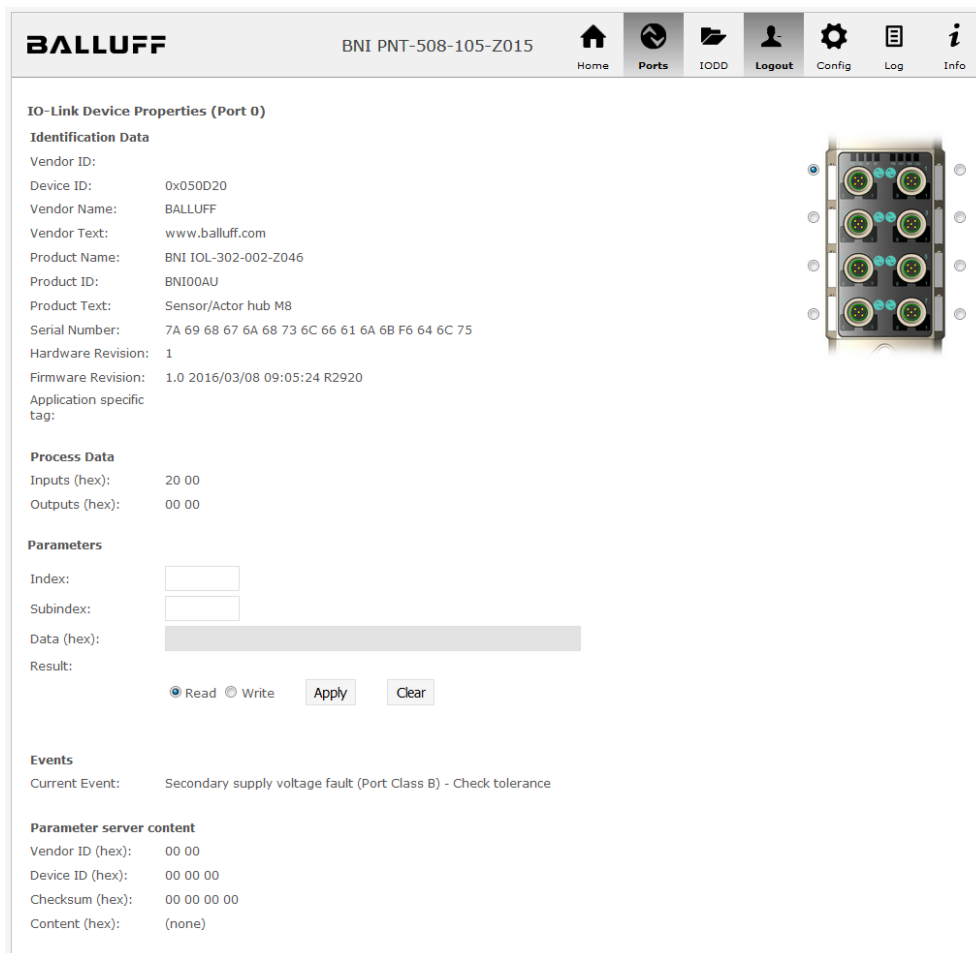 BALLUFF
BNI PNT-508-105-Z015
Home
Ports
IODD
Logout
Config
Log
Info
IO-Link Device Properties (Port 0)
Identification Data
Vendor ID:
Device ID: 0x050D20
Vendor Name: BALLUFF
Vendor Text: www.balluff.com
Product Name: BNI IOL-302-002-Z046
Product ID: BNI00AU
Product Text: Sensor/Actor hub M8
Serial Number: 7A 69 68 67 6A 68 73 6C 66 61 6A 6B F6 64 6C 75
Hardware Revision: 1
Firmware Revision: 1.0 2016/03/08 09:05:24 R2920
Application specific
tag:
Process Data
Inputs (hex): 20 00
Outputs (hex): 00 00
Parameters
Index:
Subindex:
Data (hex):
Result:
Read Write Apply Clear
Events
Current Event: Secondary supply voltage fault (Port Class B) - Check tolerance
Parameter server content
Vendor ID (hex): 00 00
Device ID (hex): 00 00 00
Checksum (hex): 00 00 00 00
Content (hex): (none)